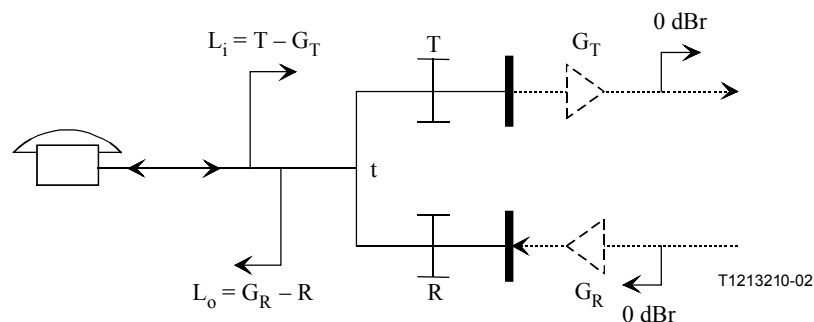 0 dBr
Li = T – GT
T
GT
t
Lo = GR – R
R
GR
0 dBr
T1213210-02